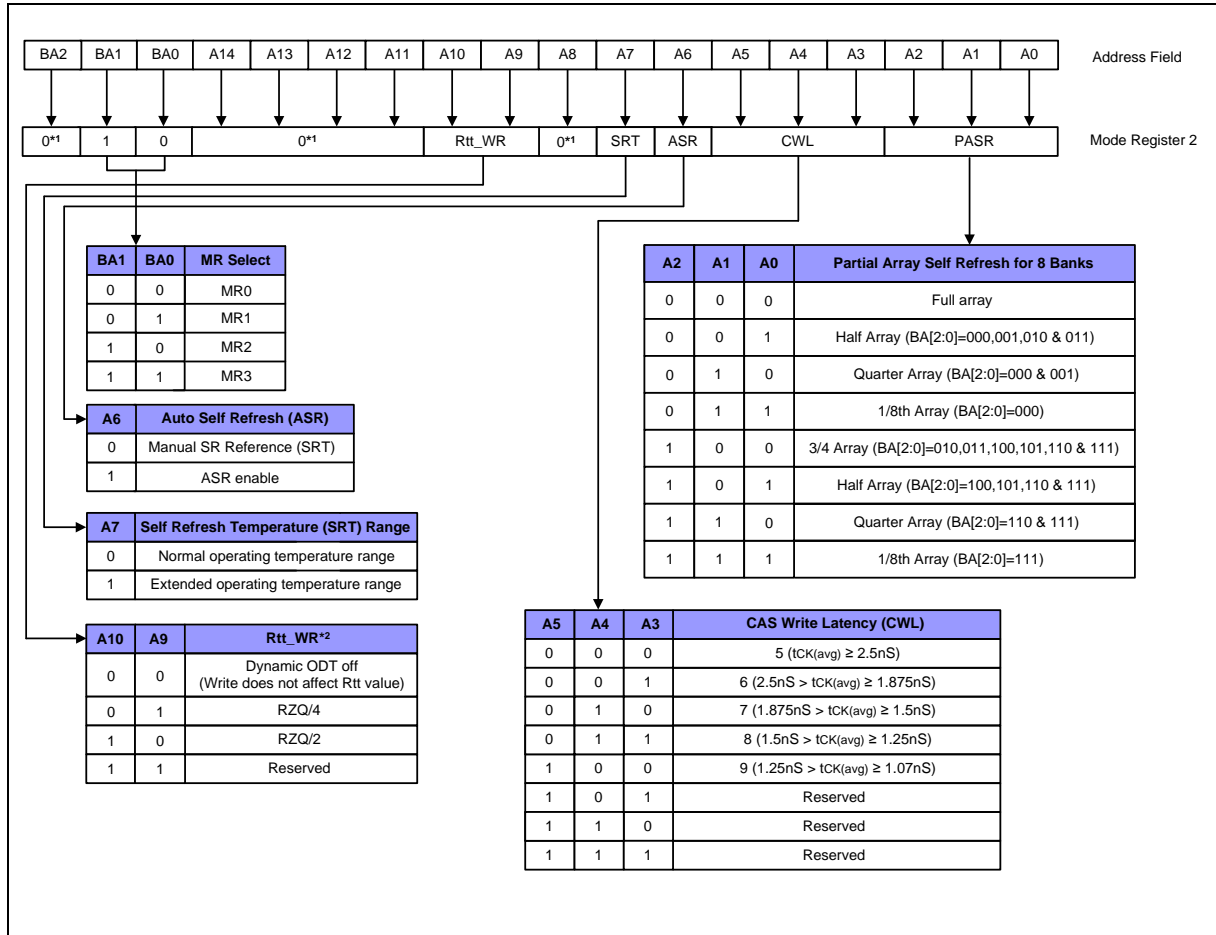 BA2 BA1 BA0 A14 A13 A12 A11 A10 A9 A8 A7 A6 A5 A4 A3 A2 A1 A0 Address Field
0*1 1 0 0*1 Rtt_WR 0*1 SRT ASR CWL PASR Mode Register 2
BA1 BA0 MR Select
0 0 MR0
0 1 MR1
1 0 MR2
1 1 MR3
A6 Auto Self Refresh (ASR)
0 Manual SR Reference (SRT)
1 ASR enable
A7 Self Refresh Temperature (SRT) Range
0 Normal operating temperature range
1 Extended operating temperature range
A10 A9 Rtt_WR*2
0 0 Dynamic ODT off
(Write does not affect Rtt value)
0 1 RZQ/4
1 0 RZQ/2
1 1 Reserved
A2 A1 A0 Partial Array Self Refresh for 8 Banks
0 0 0 Full array
0 0 1 Half Array (BA[2:0]=000,001,010 & 011)
0 1 0 Quarter Array (BA[2:0]=000 & 001)
0 1 1 1/8th Array (BA[2:0]=000)
1 0 0 3/4 Array (BA[2:0]=010,011,100,101,110 & 111)
1 0 1 Half Array (BA[2:0]=100,101,110 & 111)
1 1 0 Quarter Array (BA[2:0]=110 & 111)
1 1 1 1/8th Array (BA[2:0]=111)
A5 A4 A3 CAS Write Latency (CWL)
0 0 0 5 (tCK(avg) ≥ 2.5nS)
0 0 1 6 (2.5nS > tCK(avg) ≥ 1.875nS)
0 1 0 7 (1.875nS > tCK(avg) ≥ 1.5nS)
0 1 1 8 (1.5nS > tCK(avg) ≥ 1.25nS)
1 0 0 9 (1.25nS > tCK(avg) ≥ 1.07nS)
1 0 1 Reserved
1 1 0 Reserved
1 1 1 Reserved